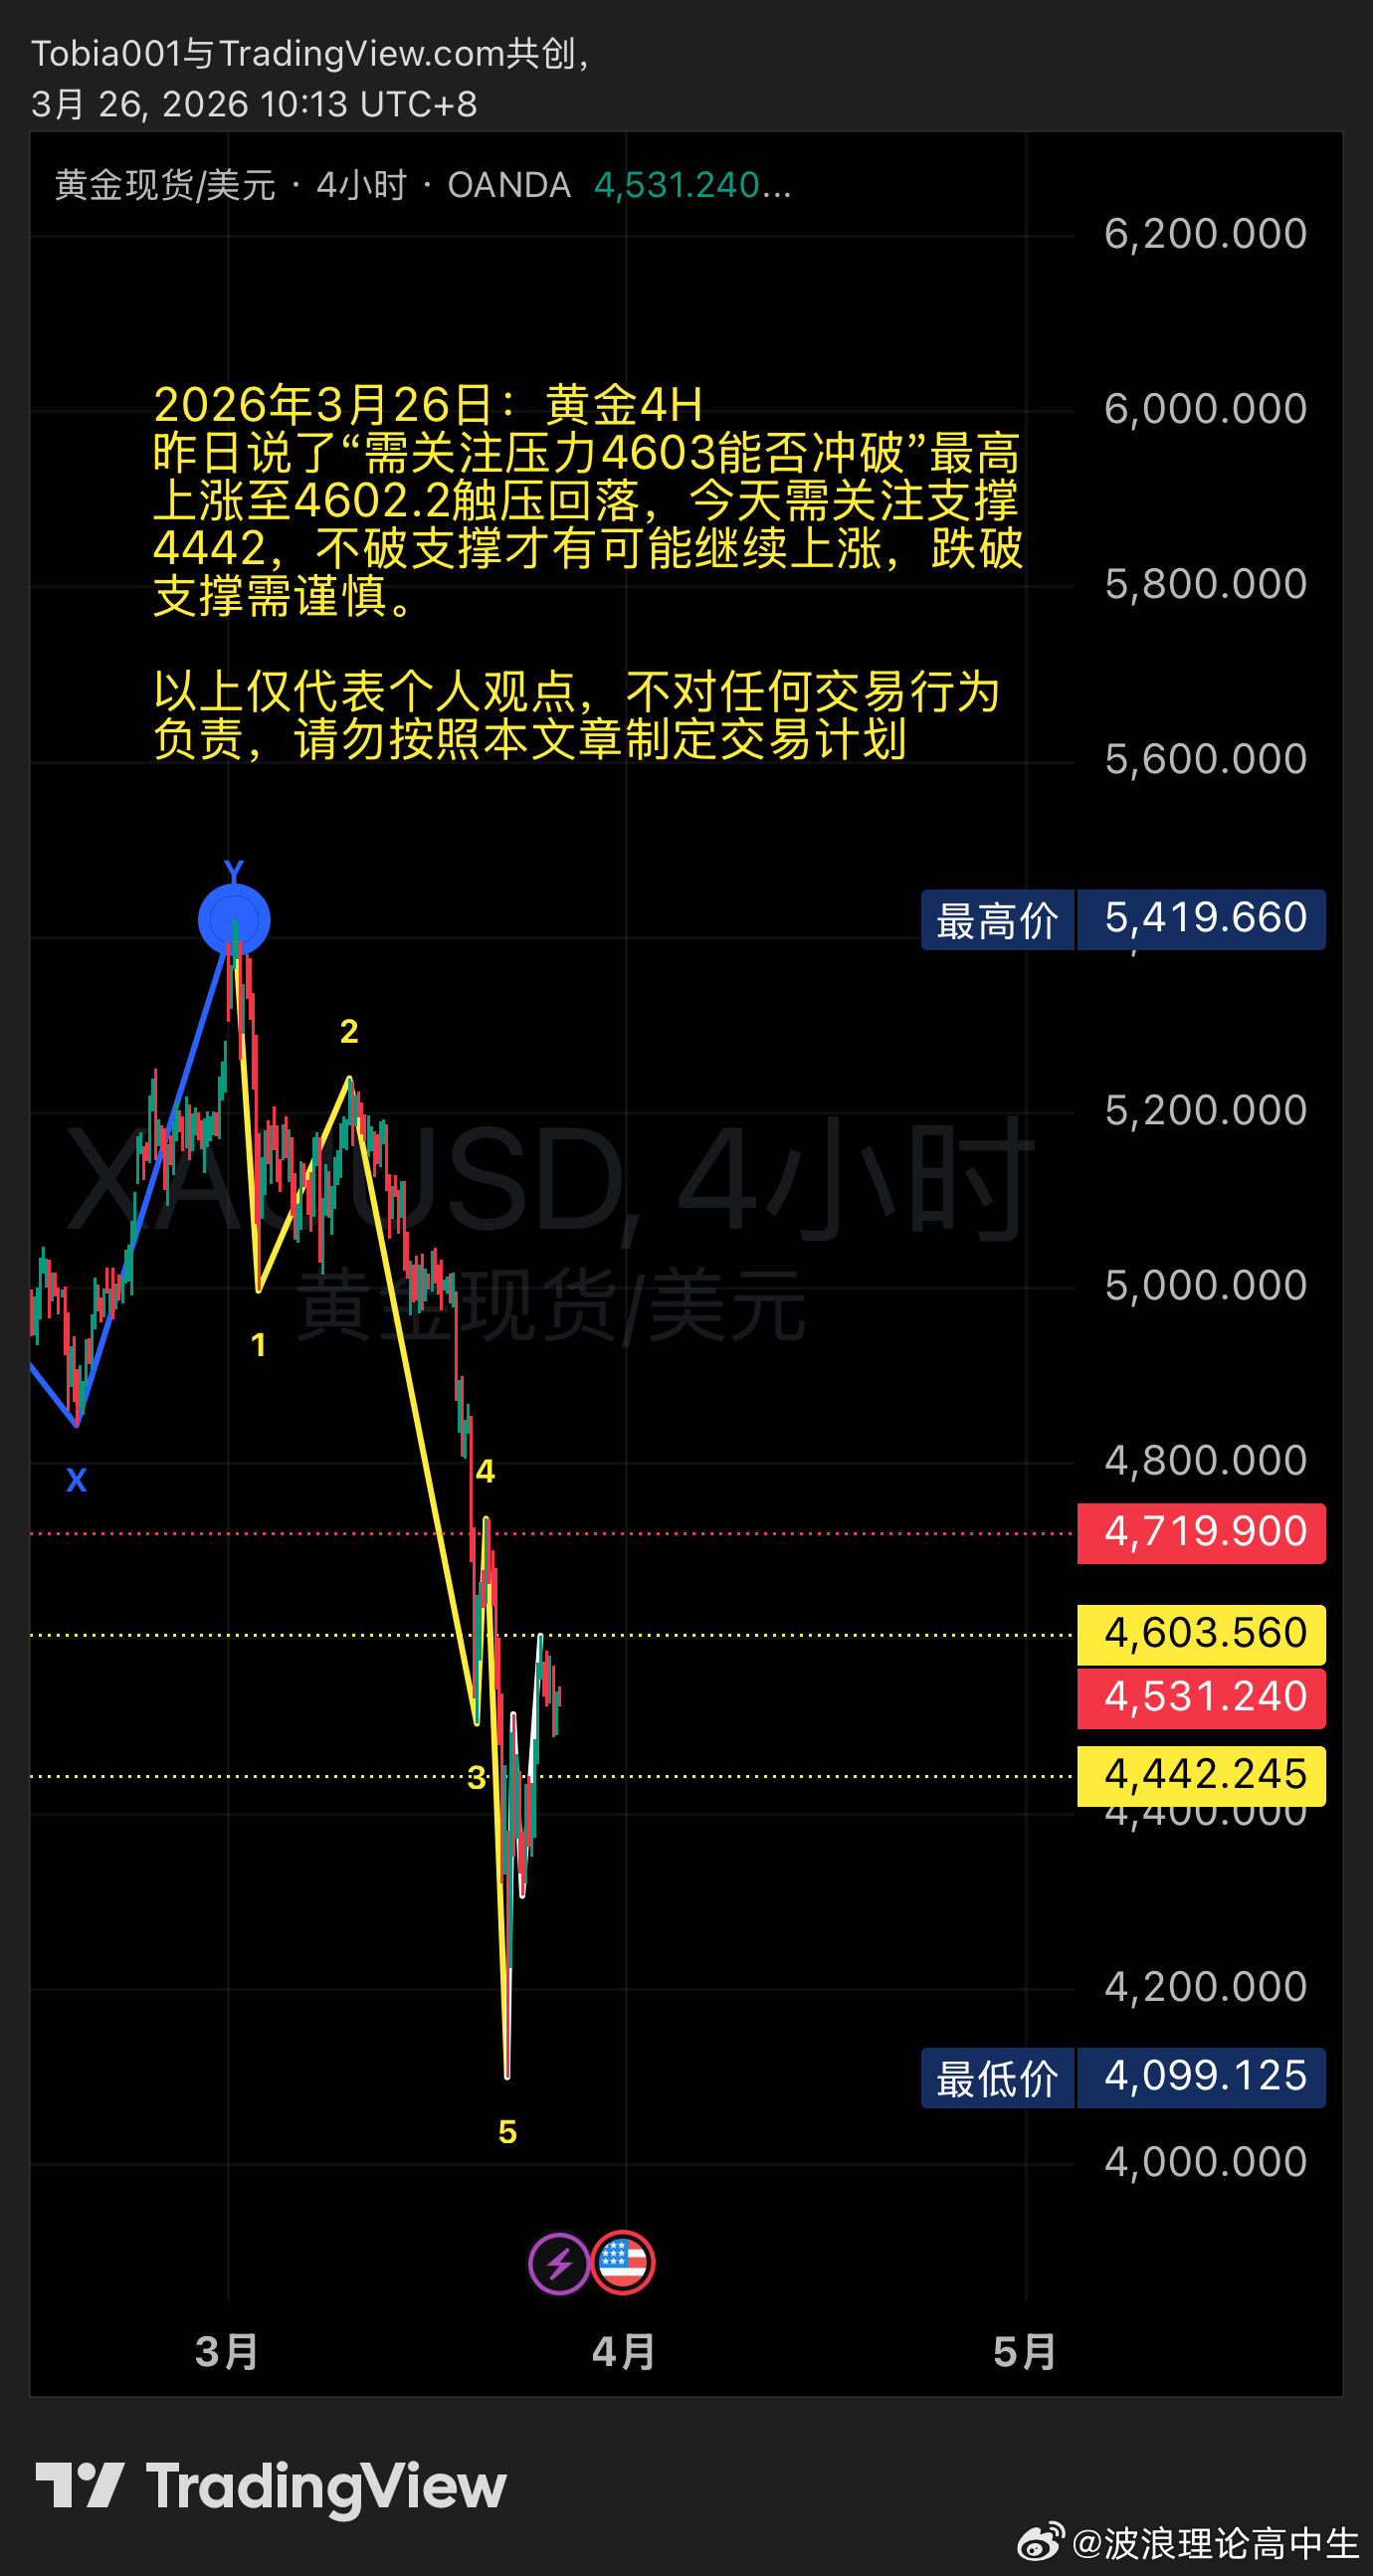 Tobia001与TradingView.com共创，
3月 26, 2026 10:13 UTC+8
黄金现货/美元 · 4小时 · OANDA 4,531.240...
6,200.000
2026年3月26日：黄金4H
6,000.000
昨日说了“需关注压力4603能否冲破”最高
上涨至4602.2触压回落，今天需关注支撑
4442，不破支撑才有可能继续上涨，跌破
5,800.000
支撑需谨慎。
以上仅代表个人观点，不对任何交易行为
负责，请勿按照本文章制定交易计划
5,600.000
Y
最高价 5,419.660
2
5,200.000
XAUUSD, 4小时
黄金现货/美元
5,000.000
1
4,800.000
4
X
4,719.900
4,603.560
4,531.240
3
4,442.245
4,400.000
4,200.000
最低价 4,099.125
5
4,000.000
3月 4月 5月
TradingView
@波浪理论高中生